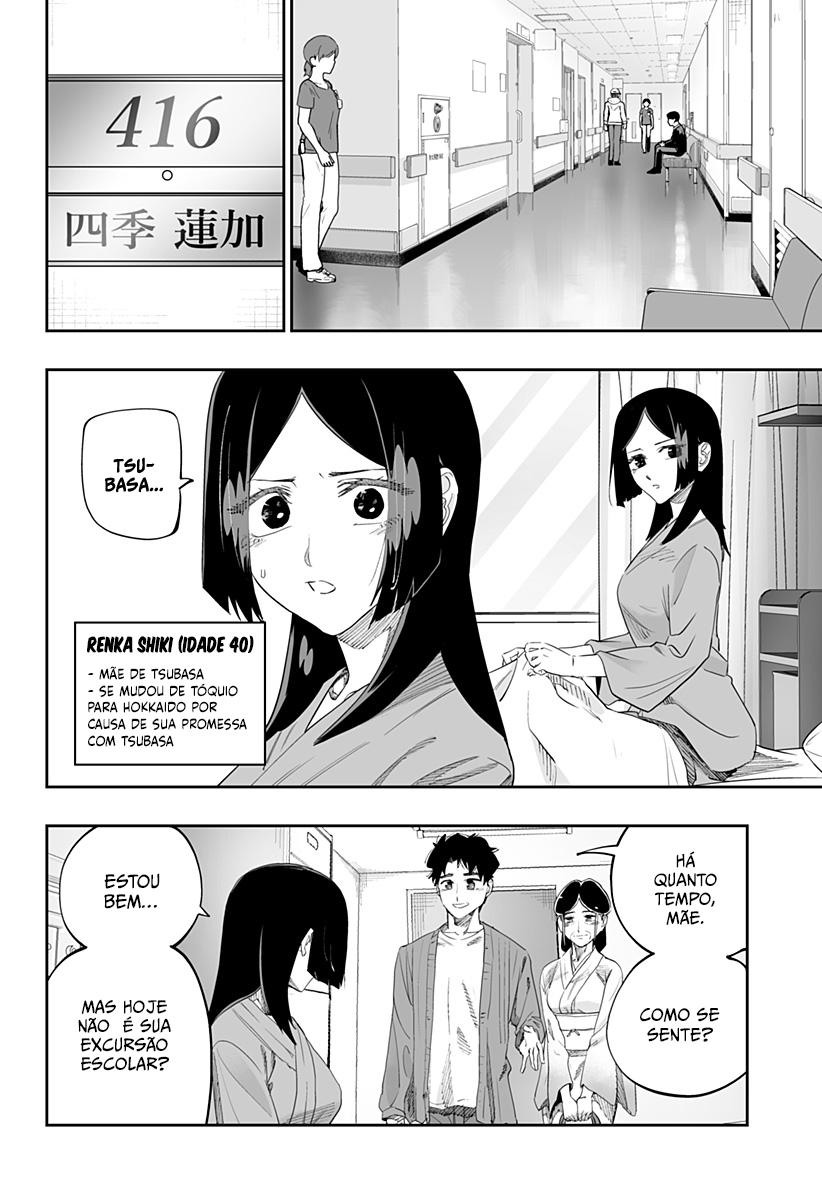 416
四季 蓮加
TSU-
BASA...
RENKA SHIKI (IDADE 40)
- MÃE DE TSUBASA
- SE MUDOU DE TÓQUIO
PARA HOKKAIDO POR
CAUSA DE SUA PROMESSA
COM TSUBASA
HÁ
QUANTO
TEMPO,
MÃE.
COMO SE
SENTE?
ESTOU
BEM...
MAS HOJE
NÃO É SUA
EXCURSÃO
ESCOLAR?